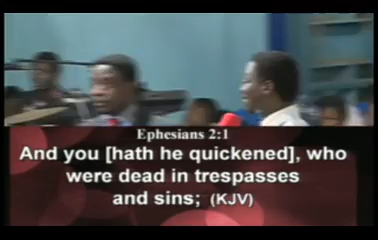 Ephesians 2:1
And you [hath he quickened], who
were dead in trespasses
and sins; (KJV)